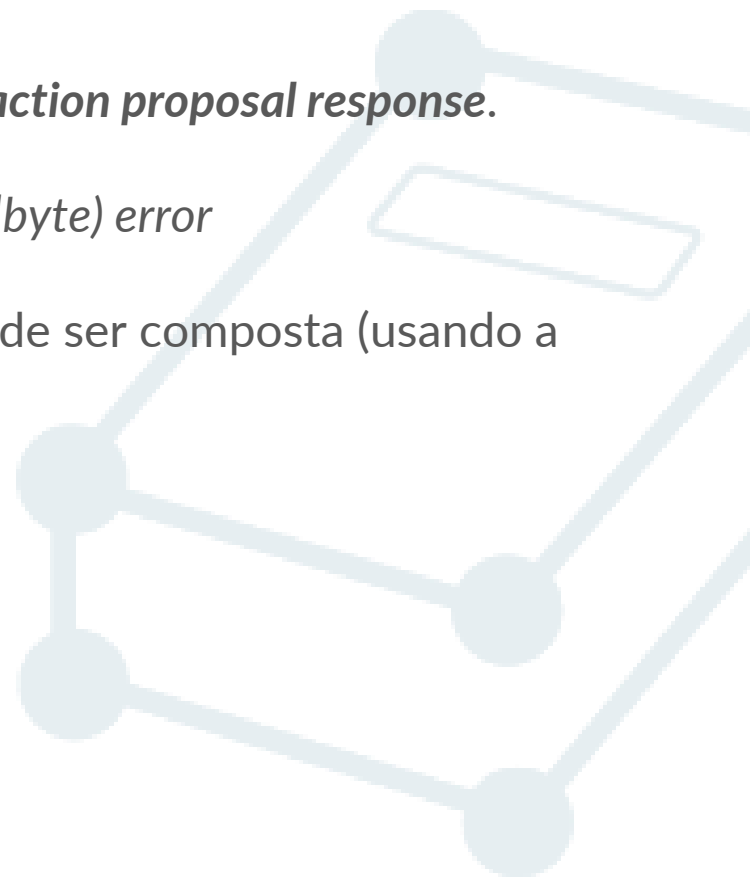 action proposal response.
byte) error
de ser composta (usando a